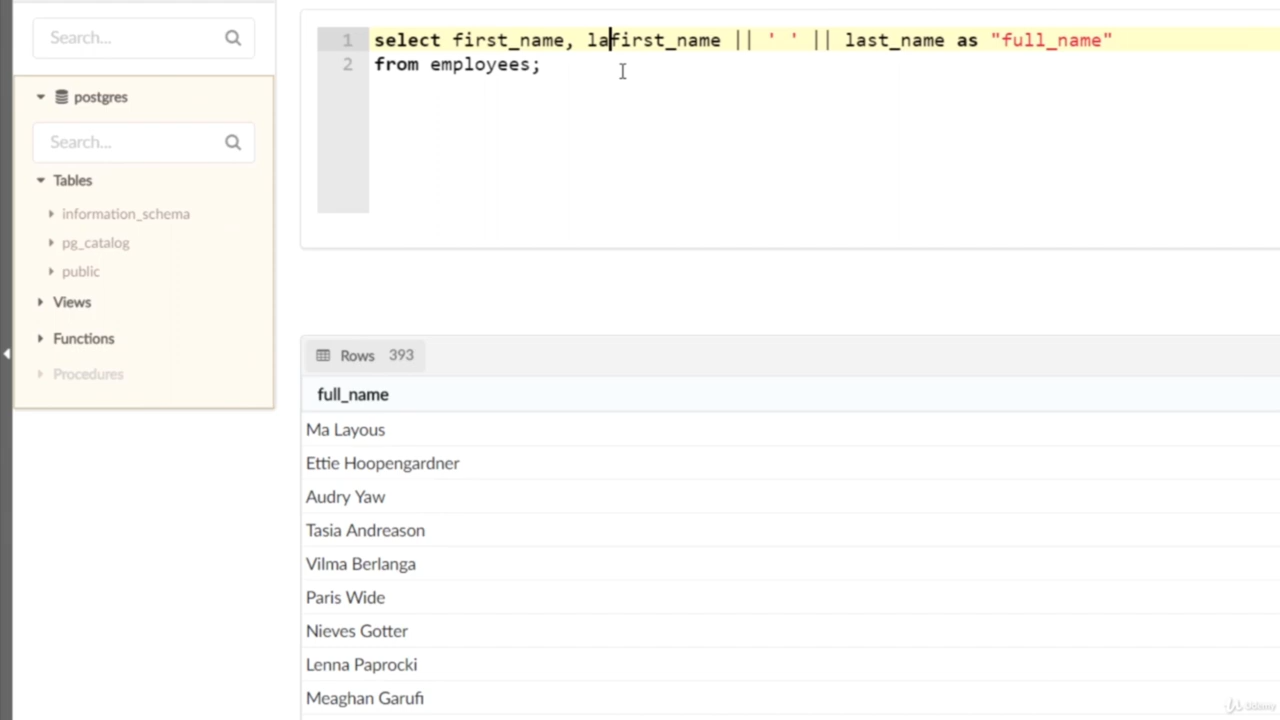 Search...
postgres
Search...
Tables
information_schema
pg_catalog
public
Views
Functions
Procedures
1 select first_name, lafirst_name || ' ' || last_name as "full_name"
2 from employees;
Rows 393
full_name
Ma Layous
Ettie Hoopengardner
Audry Yaw
Tasia Andreason
Vilma Berlanga
Paris Wide
Nieves Gotter
Lenna Paprocki
Meaghan Garufi
Udemy